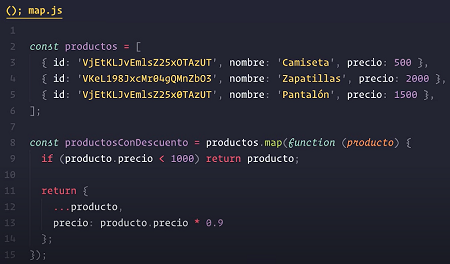 (); map.js
1
2 const productos = [
3   { id: 'VjEtKLJvEmlsZ25xOTAzUT', nombre: 'Camiseta', precio: 500 },
4   { id: 'VKeL198JxcMr04gQMnZbO3', nombre: 'Zapatillas', precio: 2000 },
5   { id: 'VjEtKLJvEmlsZ25x0TAzUT', nombre: 'Pantalón', precio: 1500 },
6 ];
7
8 const productosConDescuento = productos.map(function (producto) {
9   if (producto.precio < 1000) return producto;
10
11   return {
12     ...producto,
13     precio: producto.precio * 0.9
14   };
15 });